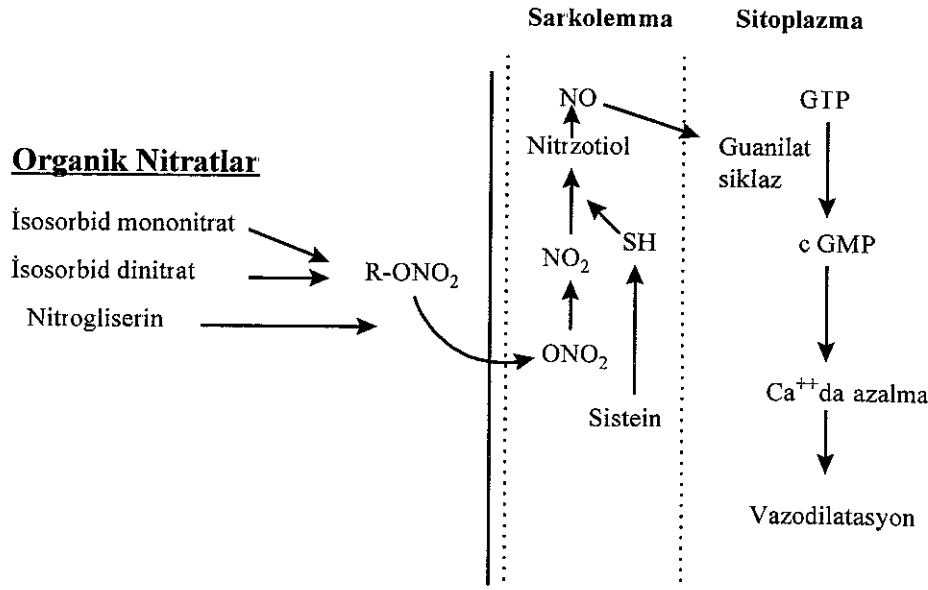 Sarkolemma
Sitoplazma
NO
GTP
Organik Nitratlar
Nitrzotiol
Guanilat
siklaz
İsosorbid mononitrat
SH
c GMP
İsosorbid dinitrat
R-ONO₂
NO₂
Nitrogliserin
ONO₂
Ca⁺⁺da azalma
Sistein
Vazodilatasyon